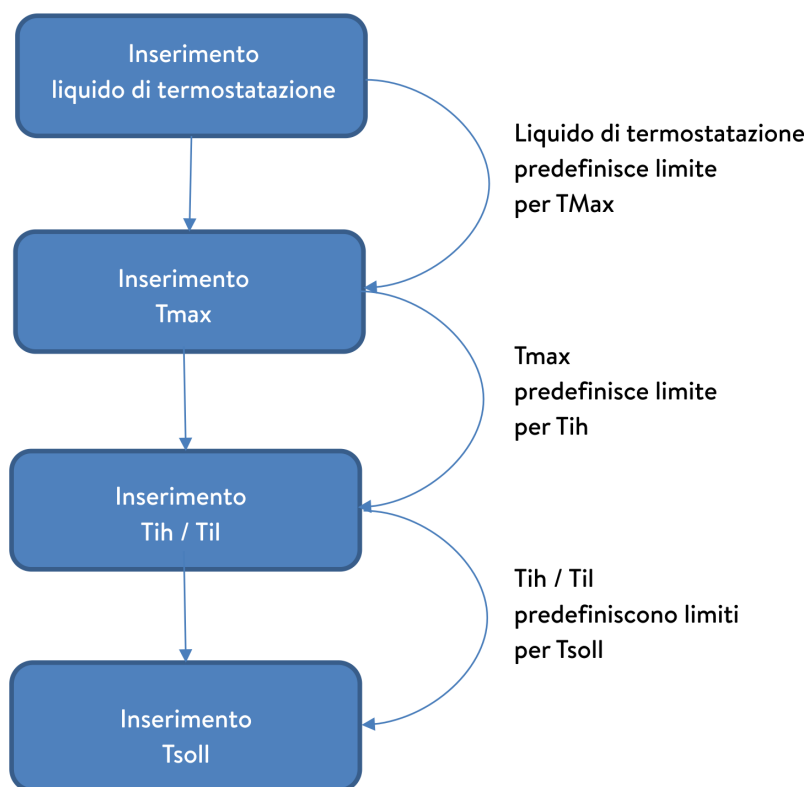 Inserimento
liquido di termostatazione
Liquido di termostatazione
predefinisce limite
per TMax
Inserimento
Tmax
Tmax
predefinisce limite
per Tih
Inserimento
Tih / Til
Tih / Til
predefiniscono limiti
per Tsoll
Inserimento
Tsoll